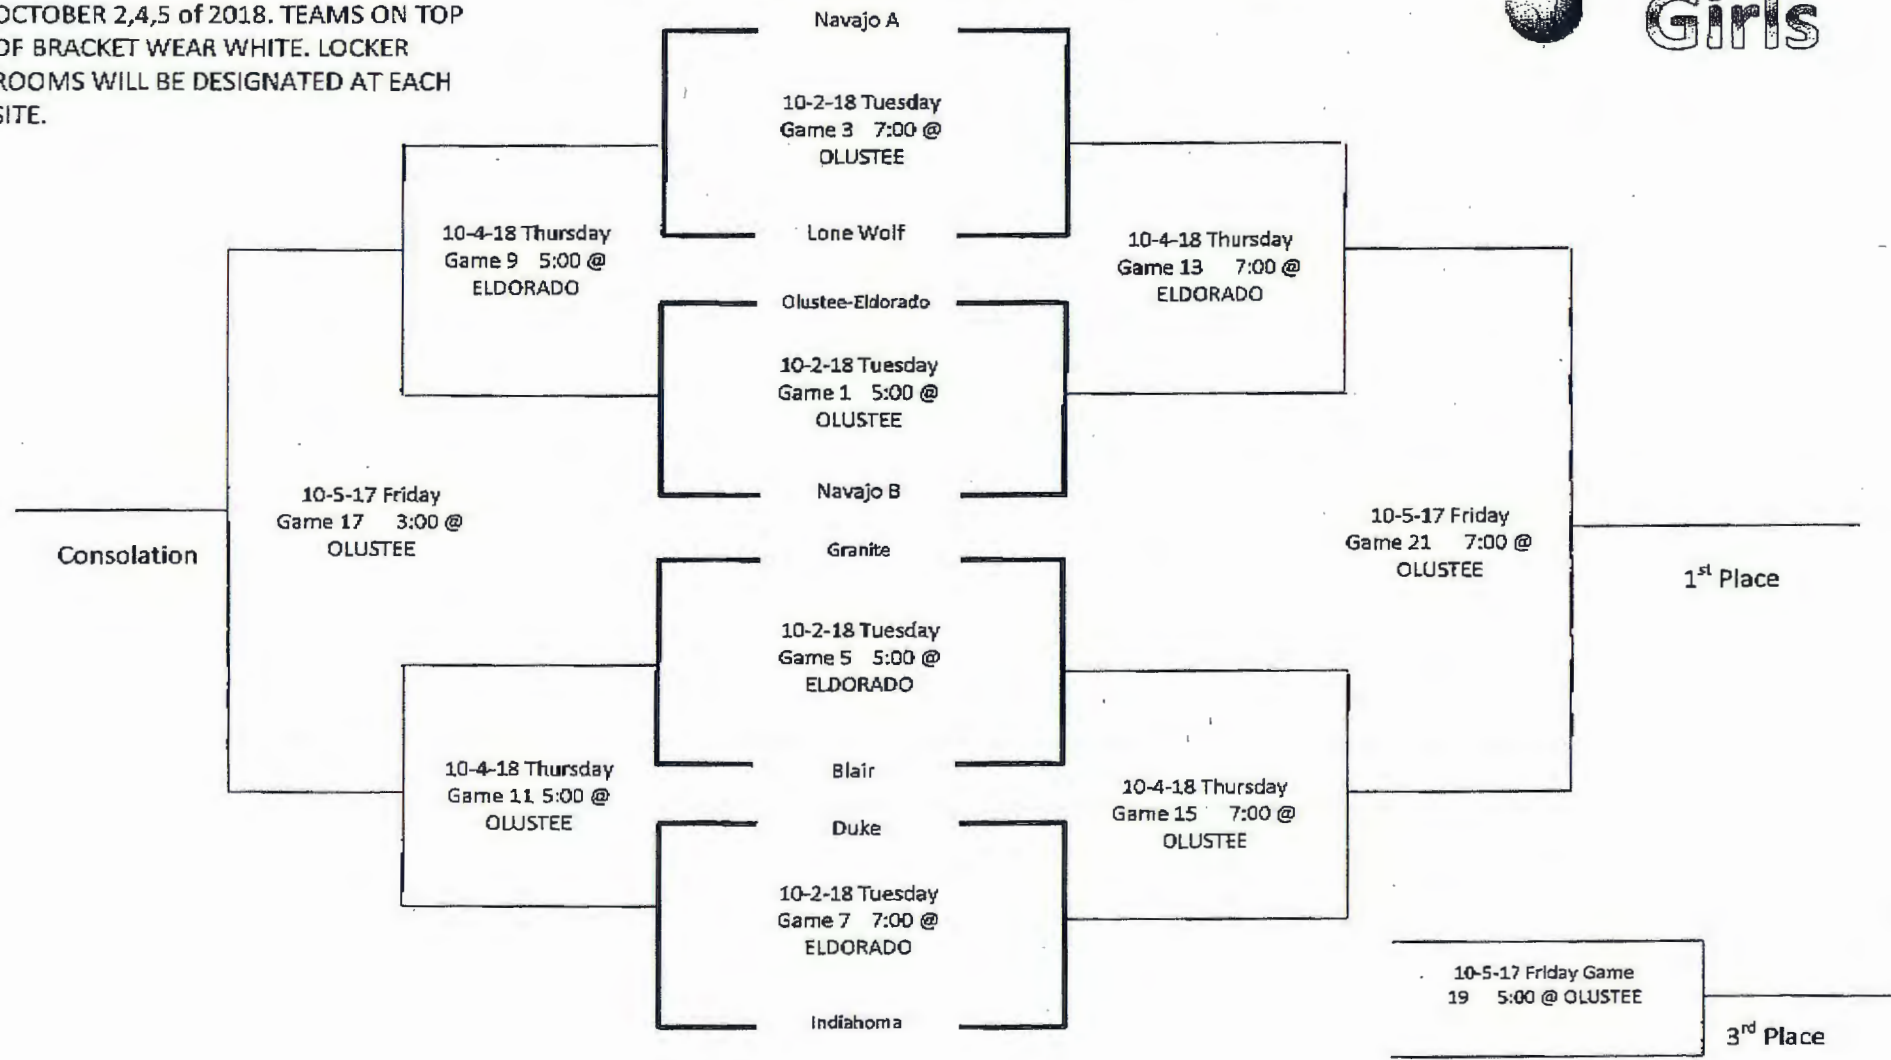 OCTOBER 2,4,5 of 2018. TEAMS ON TOP
OF BRACKET WEAR WHITE. LOCKER
ROOMS WILL BE DESIGNATED AT EACH
SITE.
Girls
Navajo A
10-2-18 Tuesday
Game 3 7:00 @
OLUSTEE
Lone Wolf
10-4-18 Thursday
Game 9 5:00 @
ELDORADO
10-4-18 Thursday
Game 13 7:00 @
ELDORADO
Olustee-Eldorado
10-2-18 Tuesday
Game 1 5:00 @
OLUSTEE
Navajo B
10-5-17 Friday
Game 17 3:00 @
OLUSTEE
Consolation
10-5-17 Friday
Game 21 7:00 @
OLUSTEE
1st Place
Granite
10-2-18 Tuesday
Game 5 5:00 @
ELDORADO
Blair
10-4-18 Thursday
Game 11 5:00 @
OLUSTEE
10-4-18 Thursday
Game 15 7:00 @
OLUSTEE
Duke
10-2-18 Tuesday
Game 7 7:00 @
ELDORADO
Indiahoma
10-5-17 Friday Game
19 5:00 @ OLUSTEE
3rd Place